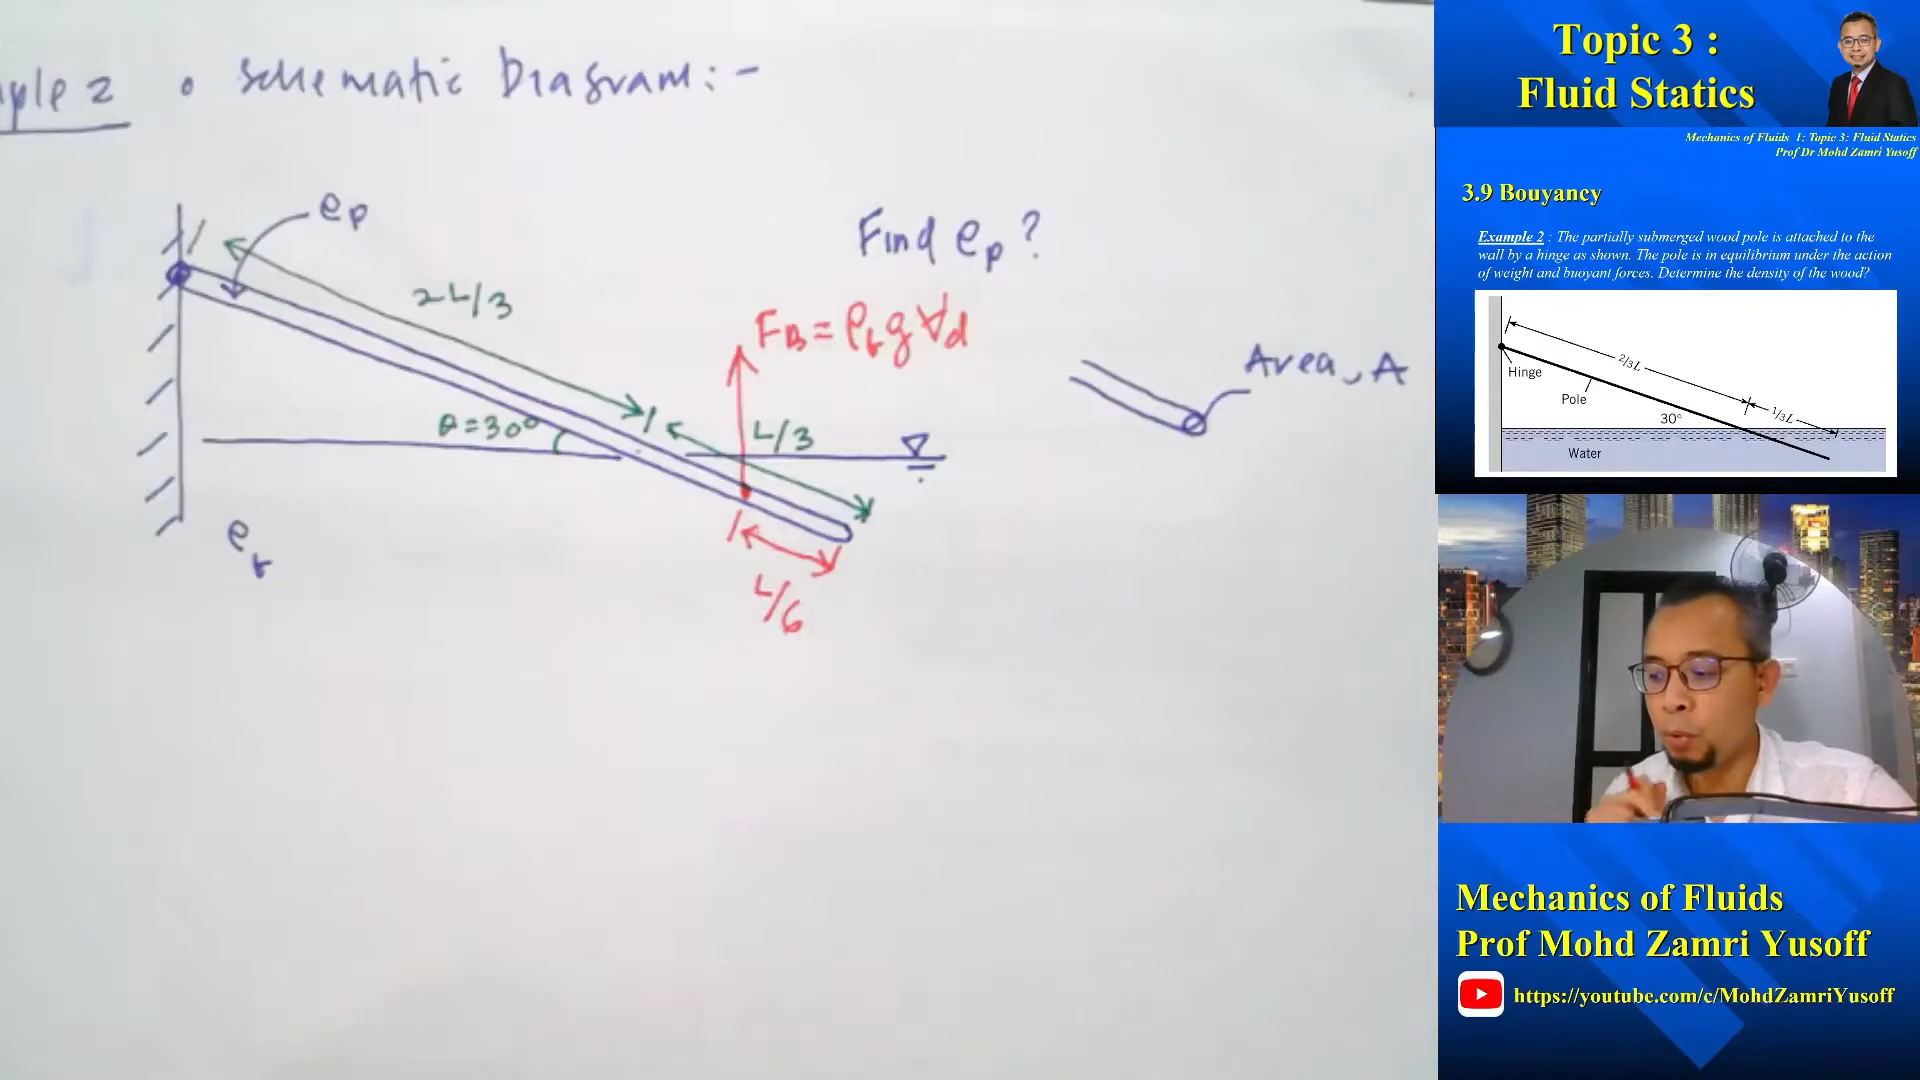 ple 2 • Schematic Diagram:-
ρp
Find ρp?
2L/3
FB = ρf g ∀d
Area, A
θ=30°
L/3
ρf
L/6
Topic 3 :
Fluid Statics
Mechanics of Fluids 1: Topic 3: Fluid Statics
Prof Dr Mohd Zamri Yusoff
3.9 Bouyancy
Example 2 : The partially submerged wood pole is attached to the
wall by a hinge as shown. The pole is in equilibrium under the action
of weight and buoyant forces. Determine the density of the wood?
2/3L
Hinge
Pole
1/3L
30°
Water
Mechanics of Fluids
Prof Mohd Zamri Yusoff
https://youtube.com/c/MohdZamriYusoff